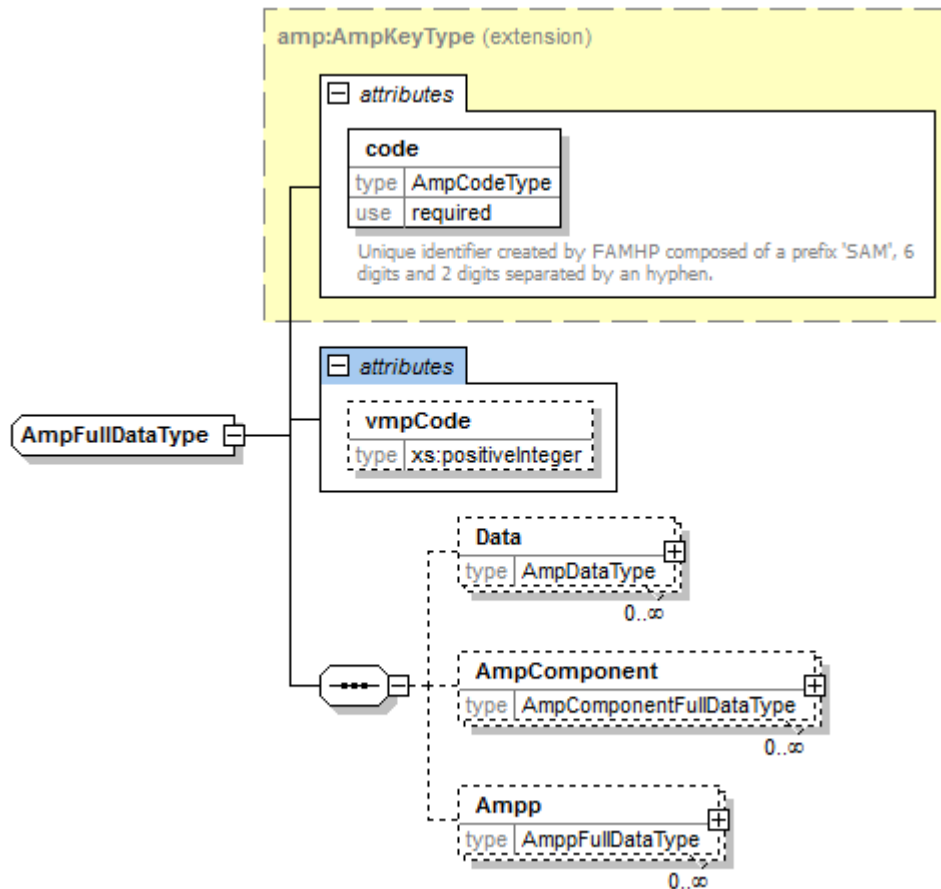 amp:AmpKeyType (extension)
attributes
code
type AmpCodeType
use required
Unique identifier created by FAMHP composed of a prefix 'SAM', 6
digits and 2 digits separated by an hyphen.
attributes
vmpCode
type xs:positiveInteger
AmpFullDataType
Data
type AmpDataType
0..∞
AmpComponent
type AmpComponentFullDataType
0..∞
Ampp
type AmppFullDataType
0..∞